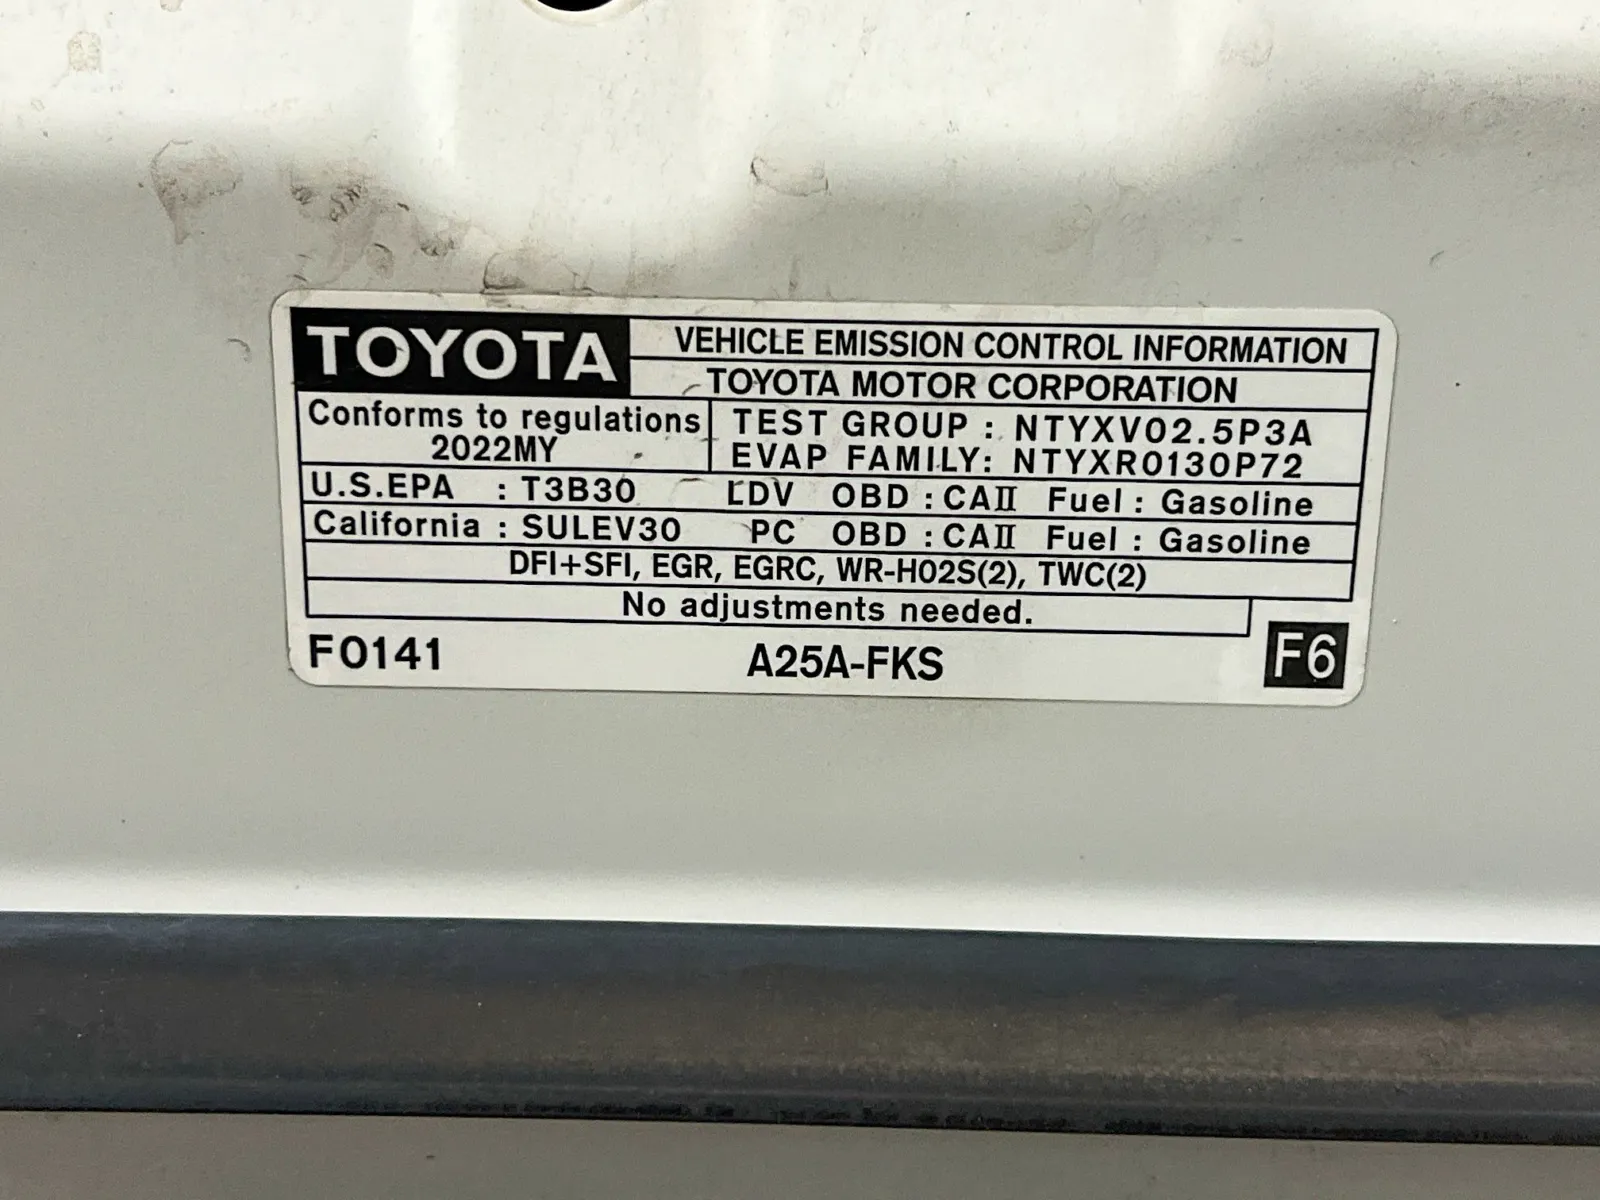 TOYOTA
VEHICLE EMISSION CONTROL INFORMATION
TOYOTA MOTOR CORPORATION
Conforms to regulations
2022MY
TEST GROUP : NTYXV02.5P3A
EVAP FAMILY: NTYXR0130P72
U.S.EPA : T3B30 LDV OBD : CAII Fuel : Gasoline
California : SULEV30 PC OBD : CAII Fuel : Gasoline
DFI+SFI, EGR, EGRC, WR-HO2S(2), TWC(2)
No adjustments needed.
F0141 A25A-FKS F6